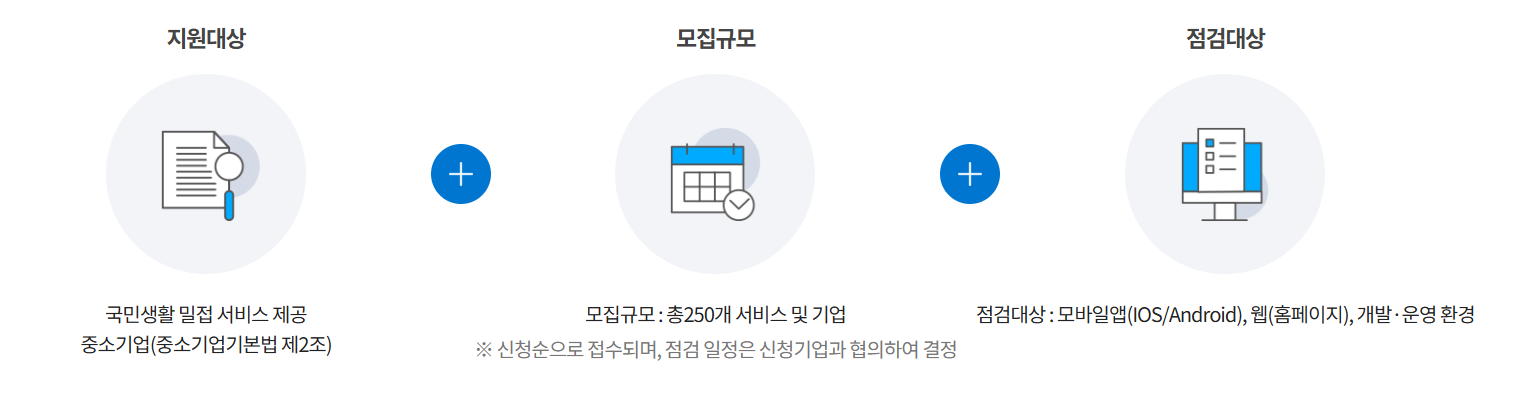 지원대상
모집규모
점검대상
국민생활 밀접 서비스 제공
중소기업(중소기업기본법 제2조)
모집규모 : 총250개 서비스 및 기업
※ 신청순으로 접수되며, 점검 일정은 신청기업과 협의하여 결정
점검대상 : 모바일앱(IOS/Android), 웹(홈페이지), 개발·운영 환경